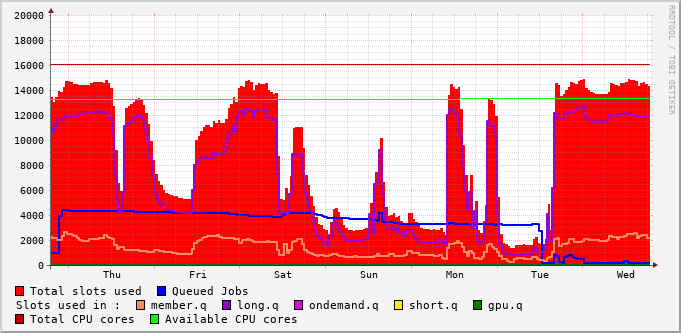 RRDTOOL / TOBI OETIKER
20000
18000
16000
14000
12000
10000
8000
6000
4000
2000
0
Thu Fri Sat Sun Mon Tue Wed
Total slots used Queued Jobs
Slots used in : member.q long.q ondemand.q short.q gpu.q
Total CPU cores Available CPU cores